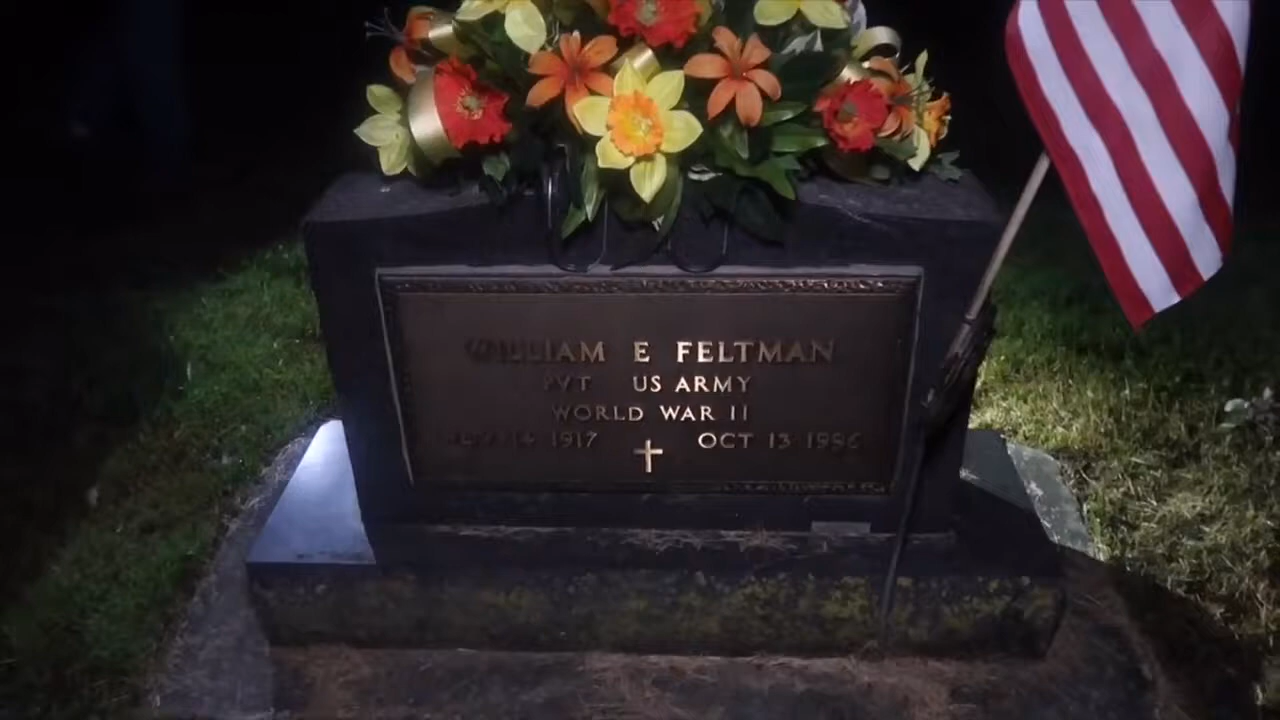 WILLIAM E FELTMAN
PVT US ARMY
WORLD WAR II
14 1917 OCT 13 1996